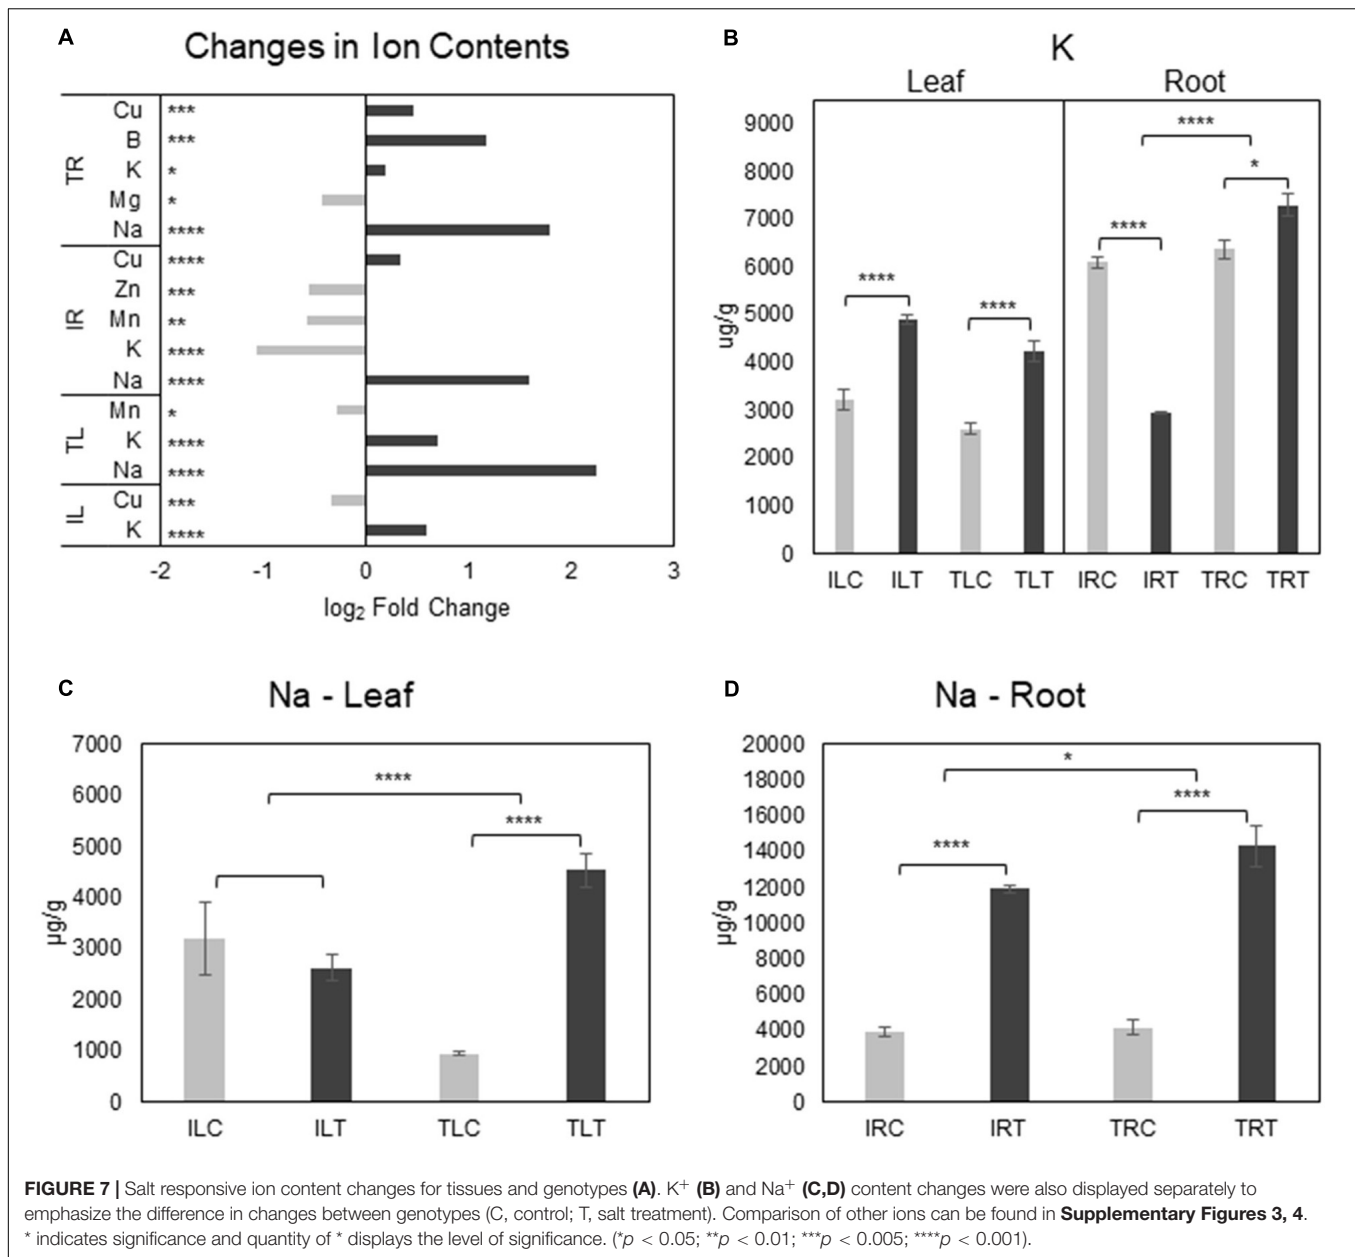 A
Changes in Ion Contents
TR
Cu ***
B ***
K *
Mg *
Na ****
IR
Cu ****
Zn ***
Mn **
K ****
Na ****
TL
Mn *
K ****
Na ****
IL
Cu ***
K ****
-2 -1 0 1 2 3
log2 Fold Change
B
K
Leaf Root
ug/g
9000
8000
7000
6000
5000
4000
3000
2000
1000
0
**** **** **** **** *
ILC ILT TLC TLT IRC IRT TRC TRT
C
Na - Leaf
µg/g
7000
6000
5000
4000
3000
2000
1000
0
****
****
ILC ILT TLC TLT
D
Na - Root
µg/g
20000
18000
16000
14000
12000
10000
8000
6000
4000
2000
0
*
****
****
IRC IRT TRC TRT
FIGURE 7 | Salt responsive ion content changes for tissues and genotypes (A). K+ (B) and Na+ (C,D) content changes were also displayed separately to
emphasize the difference in changes between genotypes (C, control; T, salt treatment). Comparison of other ions can be found in Supplementary Figures 3, 4.
* indicates significance and quantity of * displays the level of significance. (*p < 0.05; **p < 0.01; ***p < 0.005; ****p < 0.001).